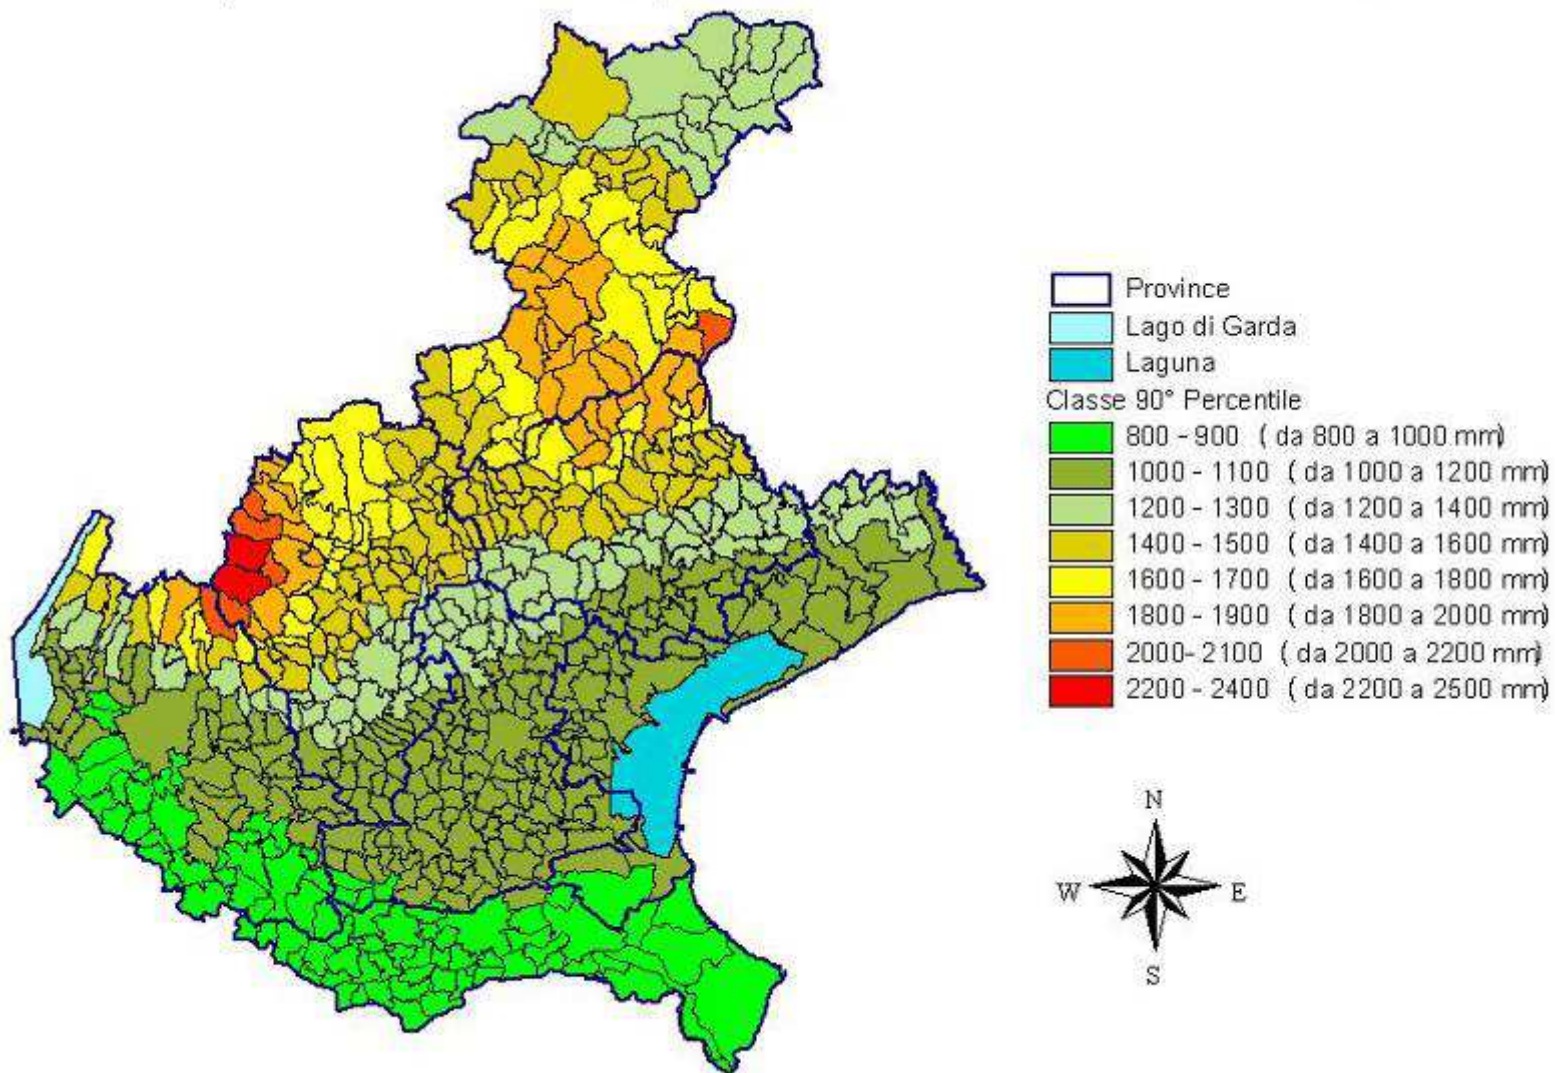 Province
Lago di Garda
Laguna
Classe 90° Percentile
800 - 900 ( da 800 a 1000 mm)
1000 - 1100 ( da 1000 a 1200 mm)
1200 - 1300 ( da 1200 a 1400 mm)
1400 - 1500 ( da 1400 a 1600 mm)
1600 - 1700 ( da 1600 a 1800 mm)
1800 - 1900 ( da 1800 a 2000 mm)
2000- 2100 ( da 2000 a 2200 mm)
2200 - 2400 ( da 2200 a 2500 mm)
N
W E
S